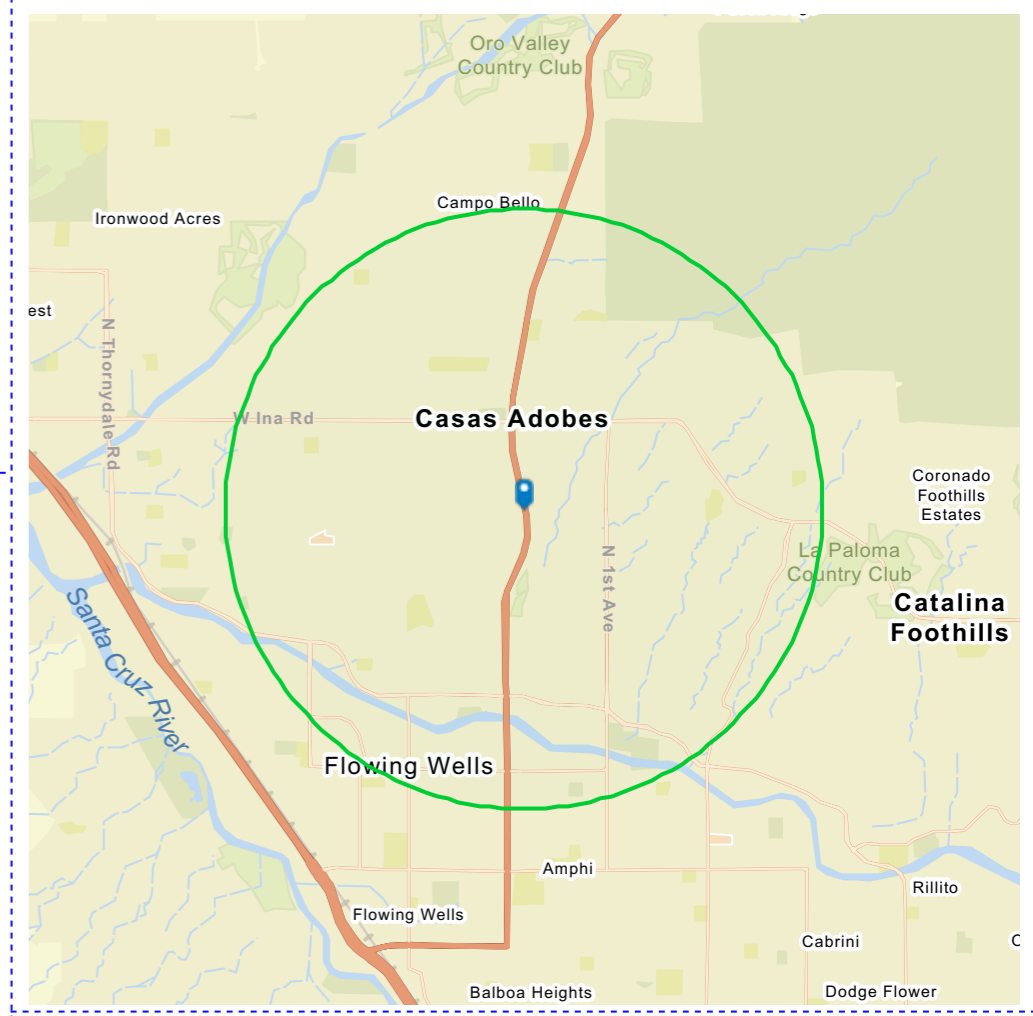 Oro Valley
Country Club
Campo Bello
Ironwood Acres
est
N Thornydale Rd
W Ina Rd
Casas Adobes
Coronado
Foothills
Estates
N 1st Ave
La Paloma
Country Club
Catalina
Foothills
Santa Cruz River
Flowing Wells
Amphi
Rillito
Flowing Wells
Cabrini
C
Balboa Heights
Dodge Flower